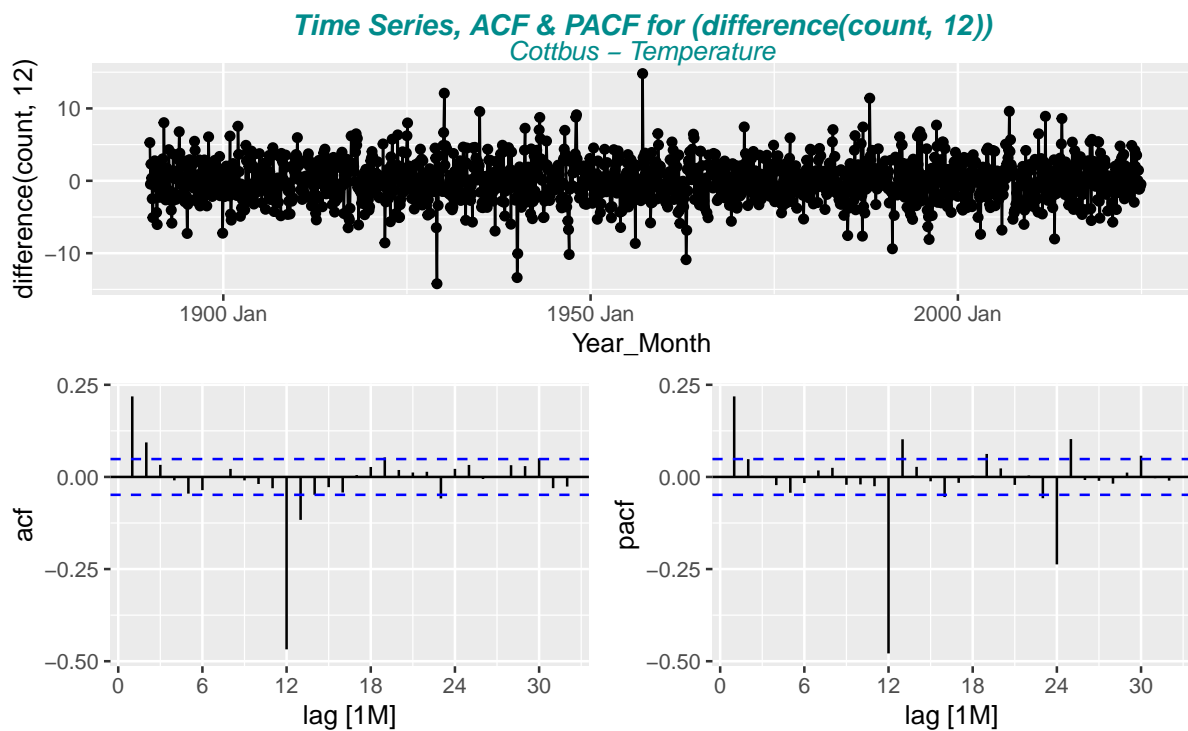 Time Series, ACF & PACF for (difference(count, 12))
Cottbus − Temperature
difference(count, 12)
10
0
−10
1900 Jan
1950 Jan
2000 Jan
Year_Month
acf
0.25
0.00
−0.25
−0.50
0
6
12
18
24
30
lag [1M]
pacf
0.25
0.00
−0.25
−0.50
0
6
12
18
24
30
lag [1M]